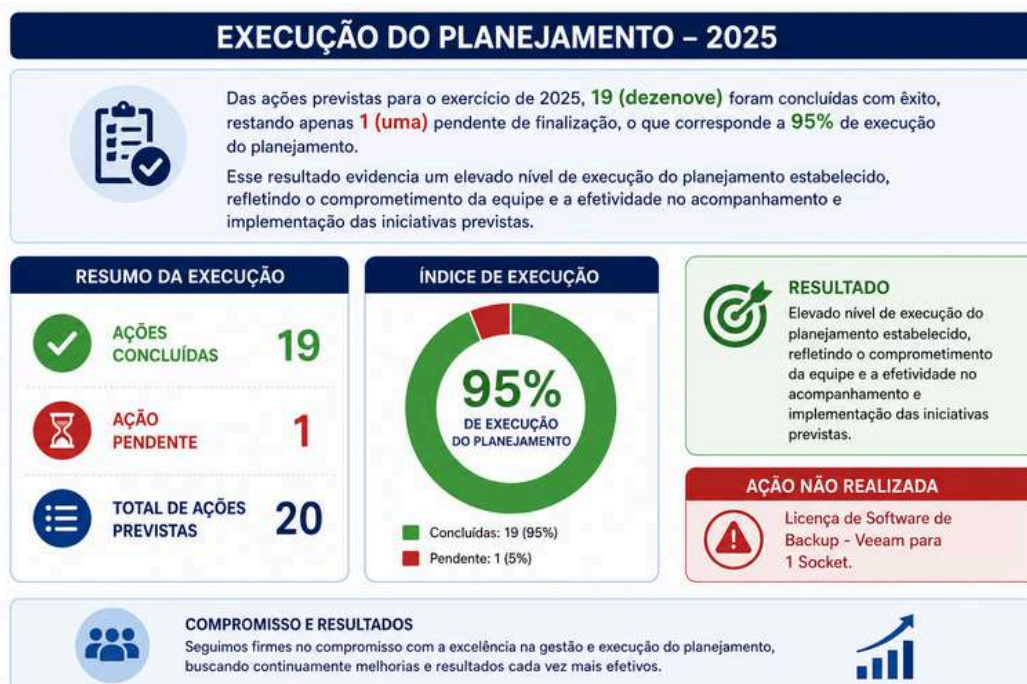 EXECUÇÃO DO PLANEJAMENTO – 2025
Das ações previstas para o exercício de 2025, 19 (dezenove) foram concluídas com êxito,
restando apenas 1 (uma) pendente de finalização, o que corresponde a 95% de execução
do planejamento.
Esse resultado evidencia um elevado nível de execução do planejamento estabelecido,
refletindo o comprometimento da equipe e a efetividade no acompanhamento e
implementação das iniciativas previstas.
RESUMO DA EXECUÇÃO
AÇÕES
CONCLUÍDAS
19
AÇÃO
PENDENTE
1
TOTAL DE AÇÕES
PREVISTAS
20
ÍNDICE DE EXECUÇÃO
95%
DE EXECUÇÃO
DO PLANEJAMENTO
Concluídas: 19 (95%)
Pendente: 1 (5%)
RESULTADO
Elevado nível de execução do
planejamento estabelecido,
refletindo o comprometimento
da equipe e a efetividade no
acompanhamento e
implementação das iniciativas
previstas.
AÇÃO NÃO REALIZADA
Licença de Software de
Backup - Veeam para
1 Socket.
COMPROMISSO E RESULTADOS
Seguimos firmes no compromisso com a excelência na gestão e execução do planejamento,
buscando continuamente melhorias e resultados cada vez mais efetivos.